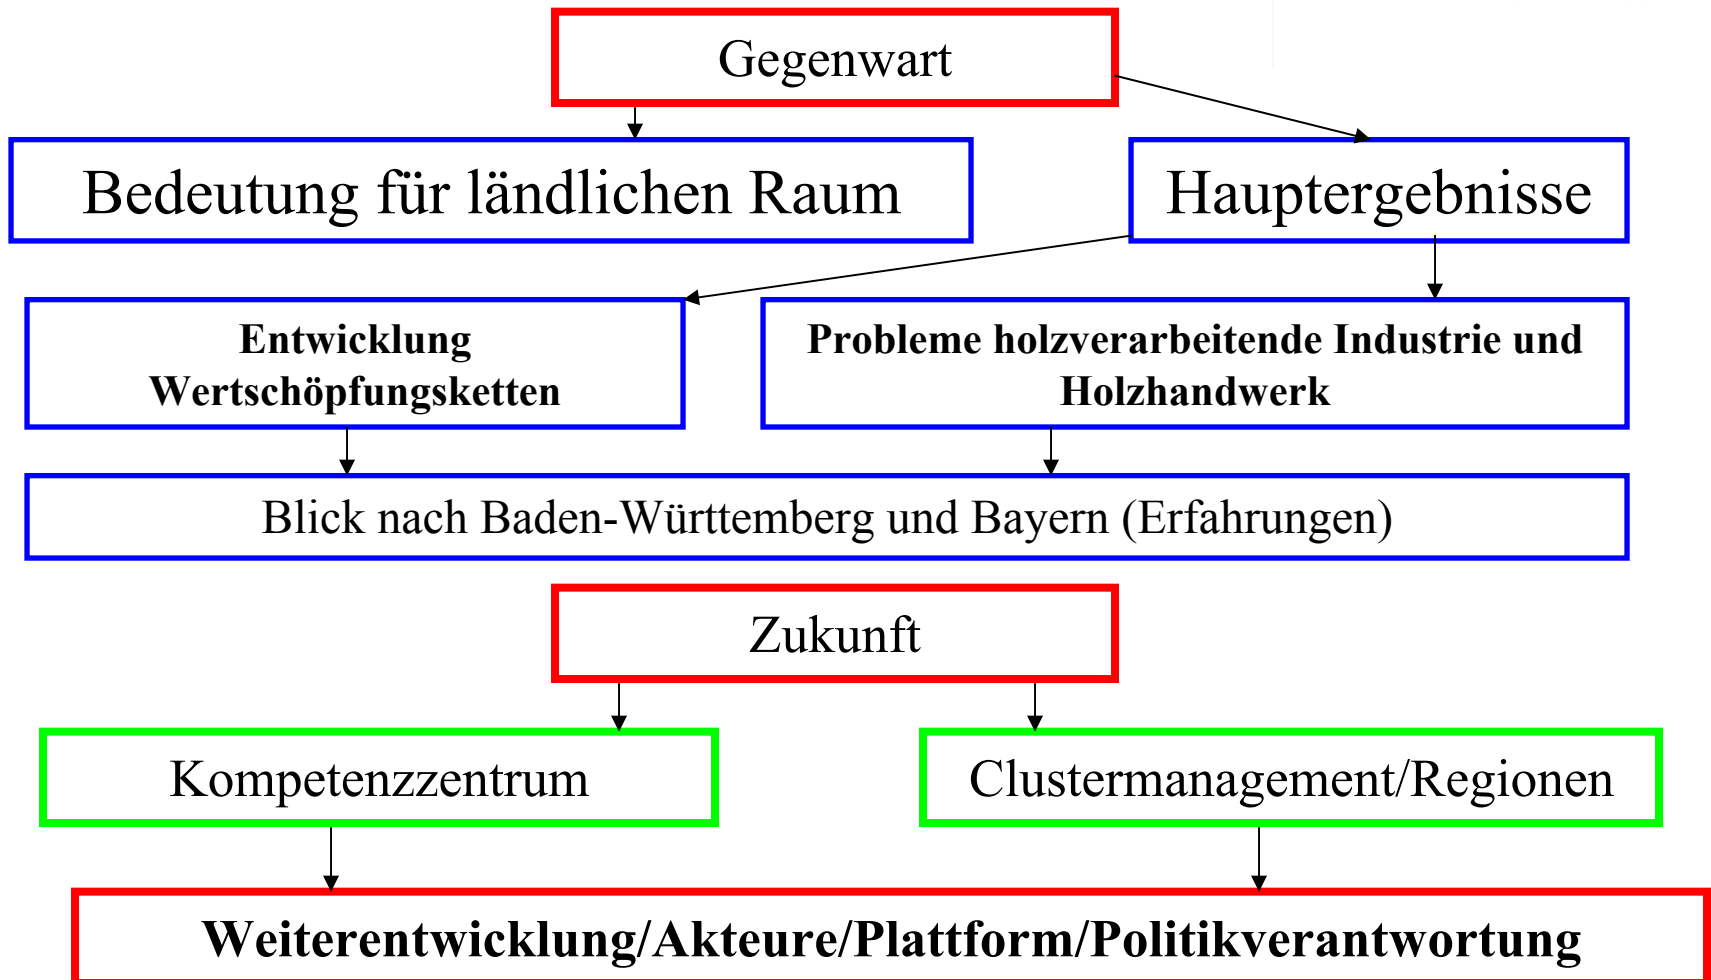 Gegenwart
Bedeutung für ländlichen Raum
Hauptergebnisse
Entwicklung
Wertschöpfungsketten
Probleme holzverarbeitende Industrie und
Holzhandwerk
Blick nach Baden-Württemberg und Bayern (Erfahrungen)
Zukunft
Kompetenzzentrum
Clustermanagement/Regionen
Weiterentwicklung/Akteure/Plattform/Politikverantwortung